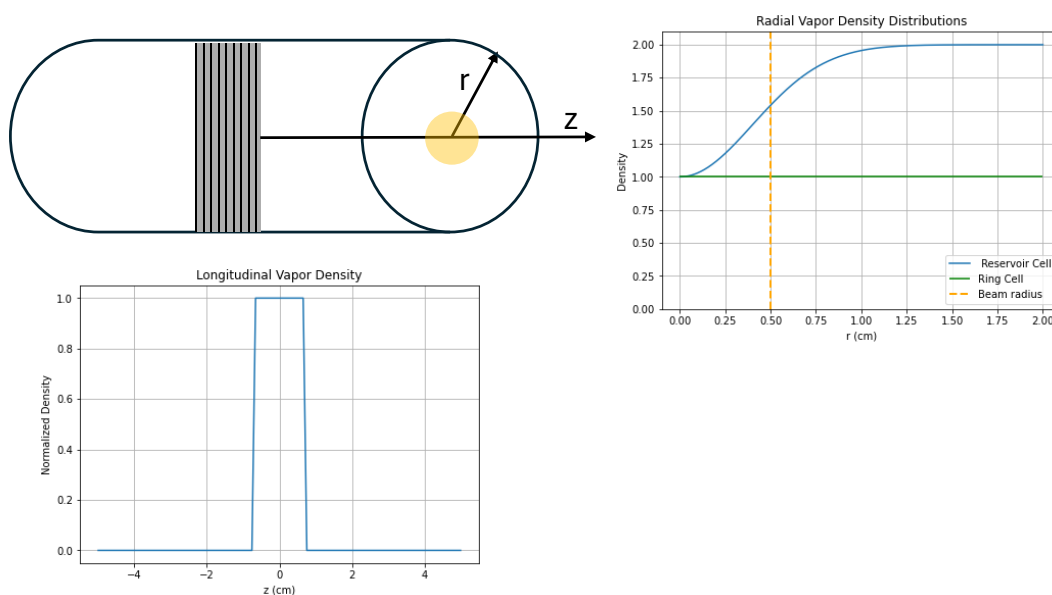 r
z
Radial Vapor Density Distributions
2.00
1.75
1.50
1.25
1.00
0.75
0.50
0.25
0.00
Density
Reservoir Cell
Ring Cell
Beam radius
0.00 0.25 0.50 0.75 1.00 1.25 1.50 1.75 2.00
r (cm)
Longitudinal Vapor Density
1.0
0.8
0.6
0.4
0.2
0.0
Normalized Density
−4 −2 0 2 4
z (cm)